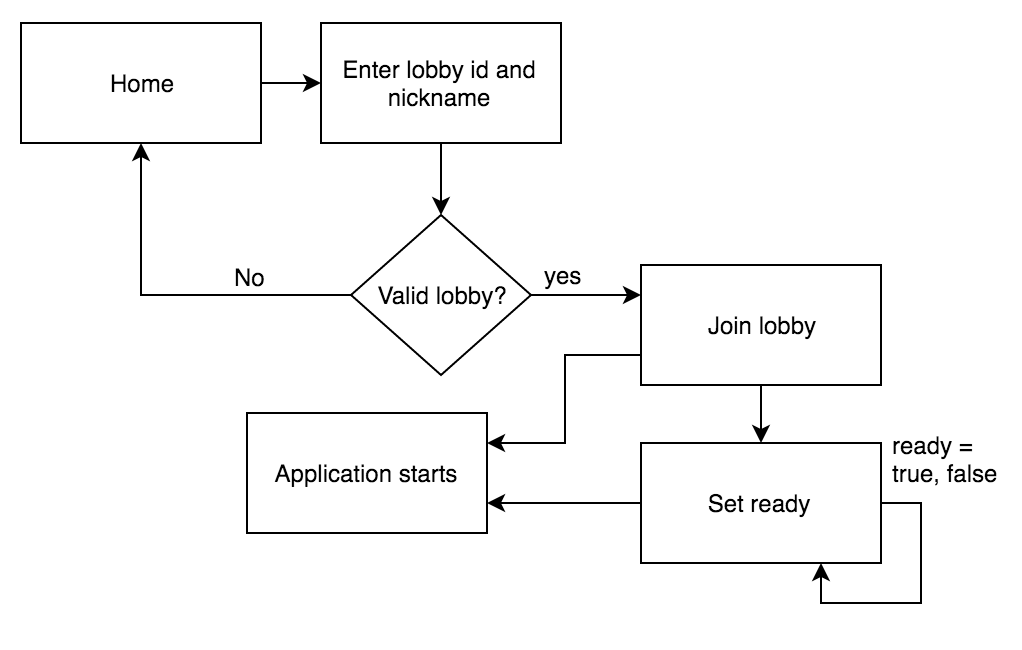 Home
Enter lobby id and
nickname
No
Valid lobby?
yes
Join lobby
Application starts
Set ready
ready =
true, false